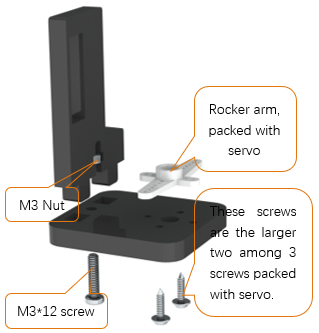 Rocker arm,
packed with
servo
M3 Nut
These screws
are the larger
two among 3
screws packed
with servo.
M3*12 screw